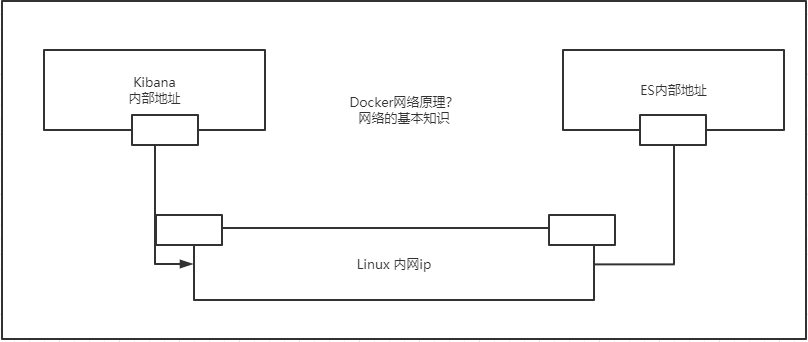 Kibana
内部地址
Docker网络原理?
网络的基本知识
ES内部地址
Linux 内网ip